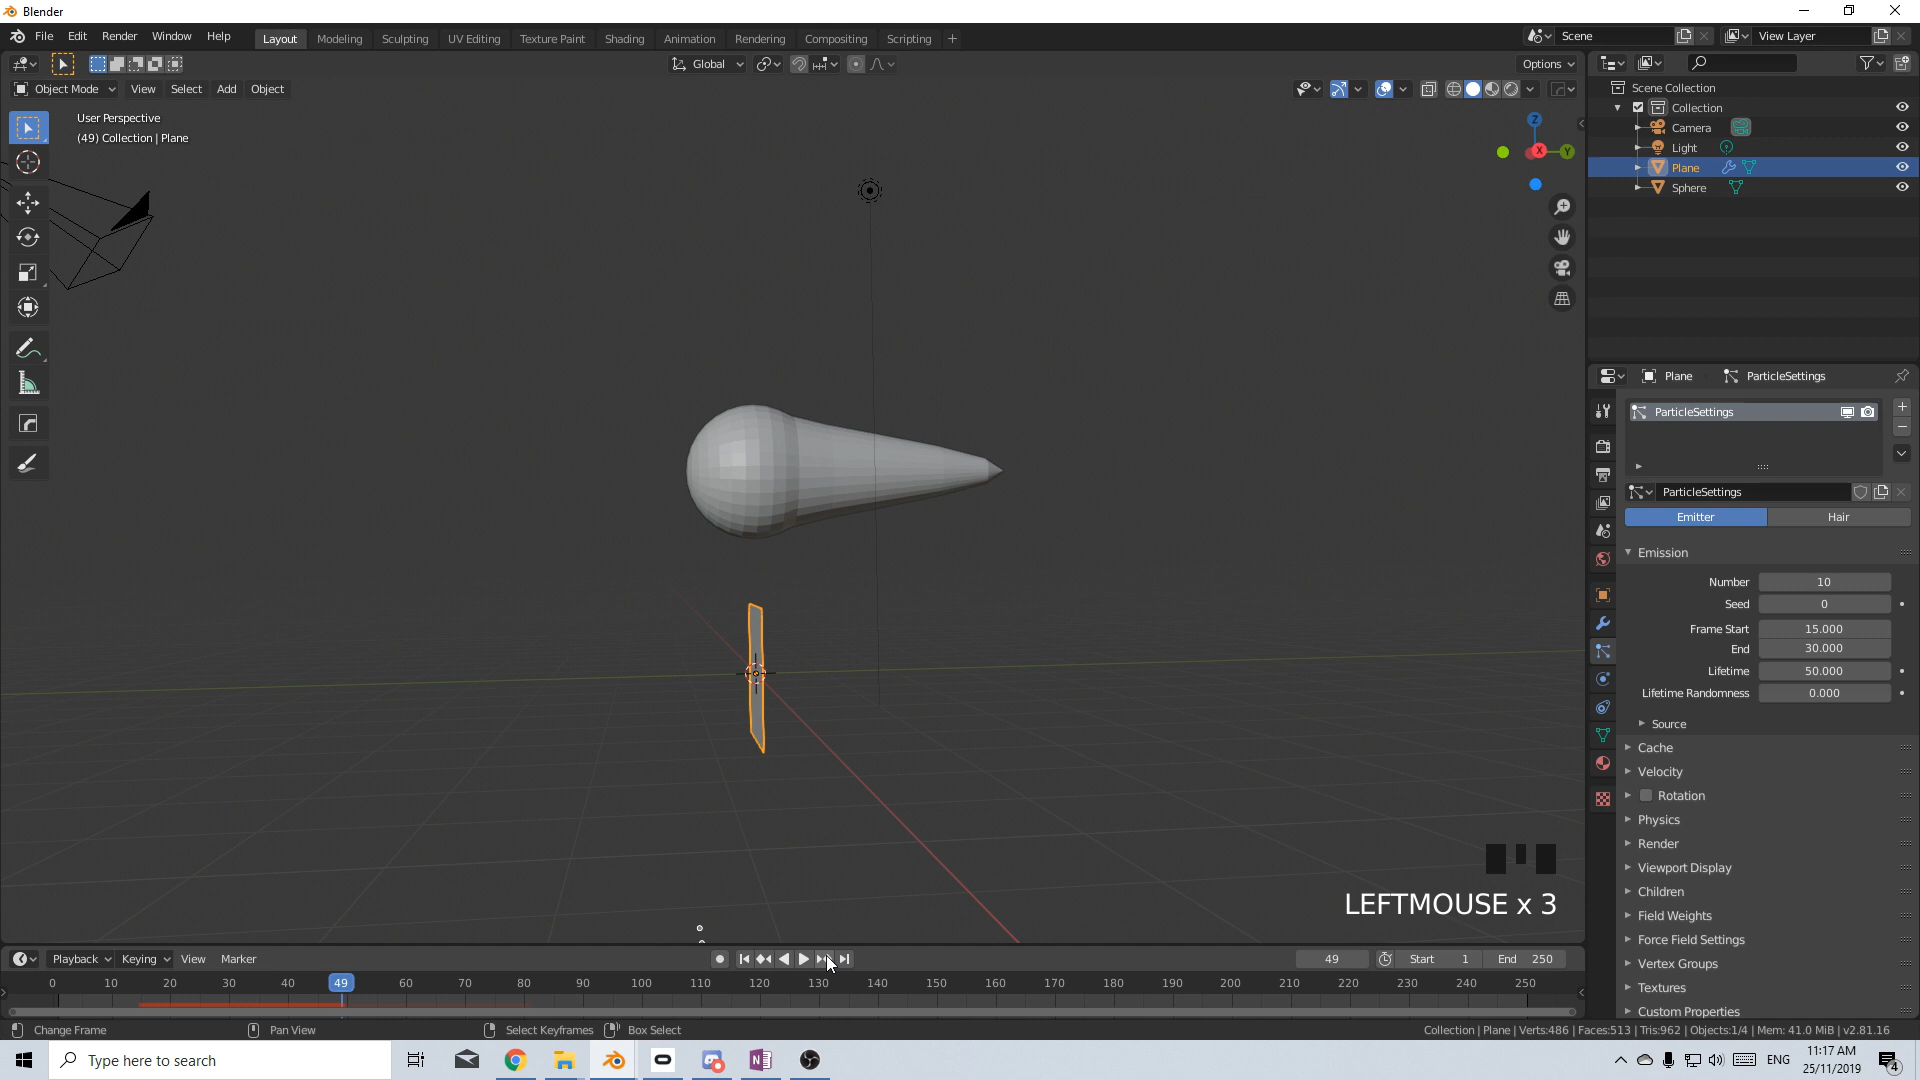 Blender
File Edit Render Window Help
Layout Modeling Sculpting UV Editing Texture Paint Shading Animation Rendering Compositing Scripting +
Scene
View Layer
Global
Options
Object Mode View Select Add Object
User Perspective
(49) Collection | Plane
Z
X
Y
Scene Collection
Collection
Camera
Light
Plane
Sphere
Plane ParticleSettings
ParticleSettings
ParticleSettings
Emitter Hair
Emission
Number 10
Seed 0
Frame Start 15.000
End 30.000
Lifetime 50.000
Lifetime Randomness 0.000
Source
Cache
Velocity
Rotation
Physics
Render
Viewport Display
Children
Field Weights
Force Field Settings
Vertex Groups
Textures
Custom Properties
LEFTMOUSE x 3
Playback Keying View Marker
49 Start 1 End 250
0 10 20 30 40 49 60 70 80 90 100 110 120 130 140 150 160 170 180 190 200 210 220 230 240 250
Change Frame Pan View Select Keyframes Box Select
Collection | Plane | Verts:486 | Faces:513 | Tris:962 | Objects:1/4 | Mem: 41.0 MiB | v2.81.16
Type here to search
ENG
11:17 AM
25/11/2019
4